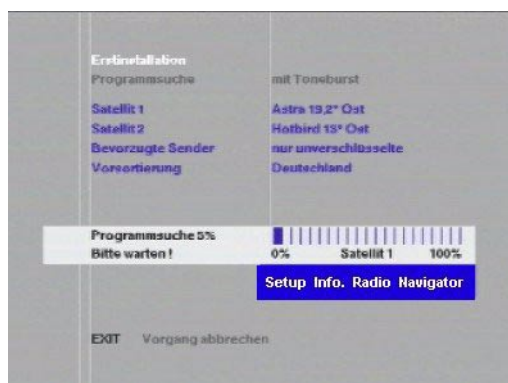 Erstinstallation
Programmsuche mit Toneburst
Satellit 1 Astra 19,2° Ost
Satellit 2 Hotbird 13° Ost
Bevorzugte Sender nur unverschlüsselte
Vorsortierung Deutschland
Programmsuche 5%
Bitte warten ! 0% Satellit 1 100%
Setup Info. Radio Navigator
EXIT Vorgang abbrechen